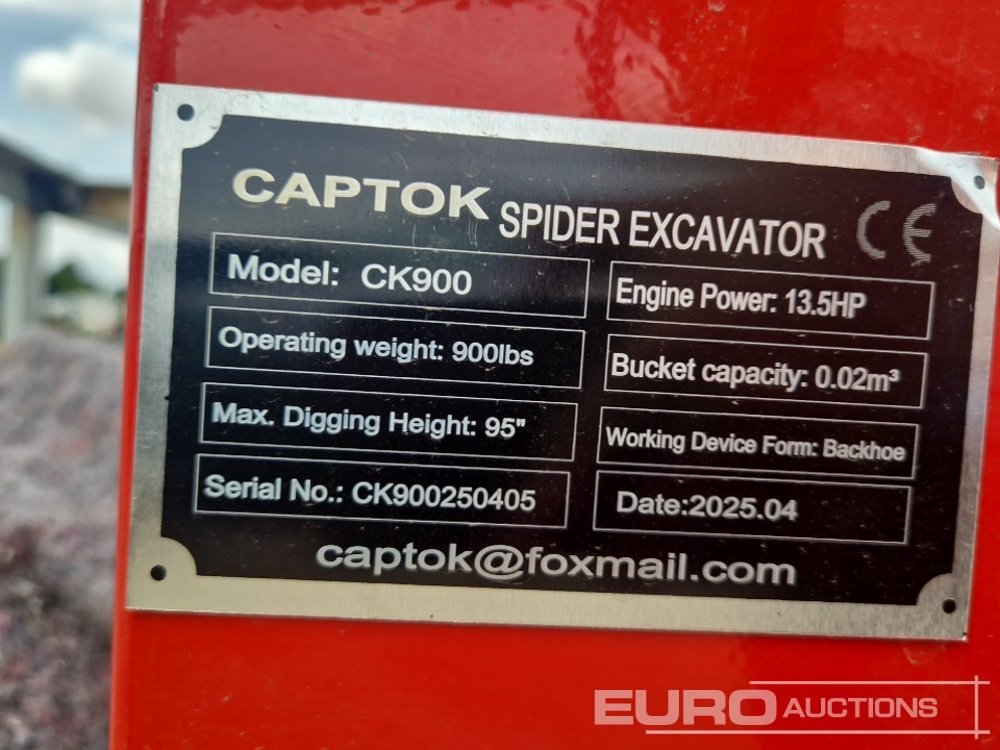 CAPTOK SPIDER EXCAVATOR CE
Model: CK900
Engine Power: 13.5HP
Operating weight: 900lbs
Bucket capacity: 0.02m³
Max. Digging Height: 95"
Working Device Form: Backhoe
Serial No.: CK900250405
Date:2025.04
captok@foxmail.com
EURO AUCTIONS